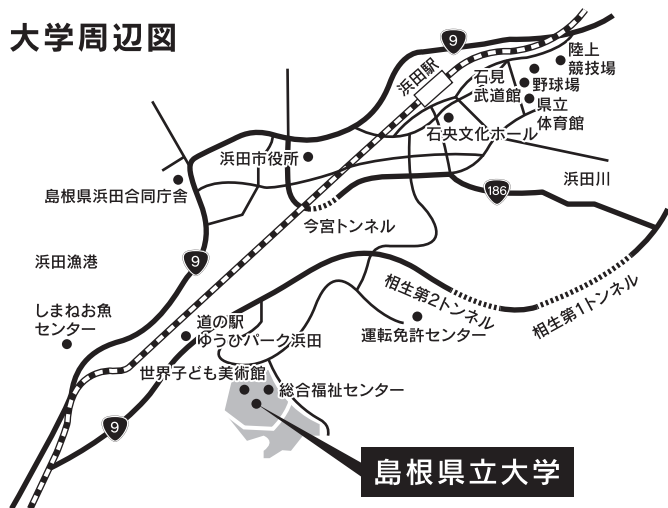 大学周辺図
9
浜田駅
陸上
競技場
石見
武道館
野球場
県立
体育館
石央文化ホール
浜田市役所
浜田川
186
島根県浜田合同庁舎
今宮トンネル
浜田漁港
9
相生第2トンネル
相生第1トンネル
しまねお魚
センター
道の駅
ゆうひパーク浜田
運転免許センター
世界子ども美術館
総合福祉センター
9
島根県立大学